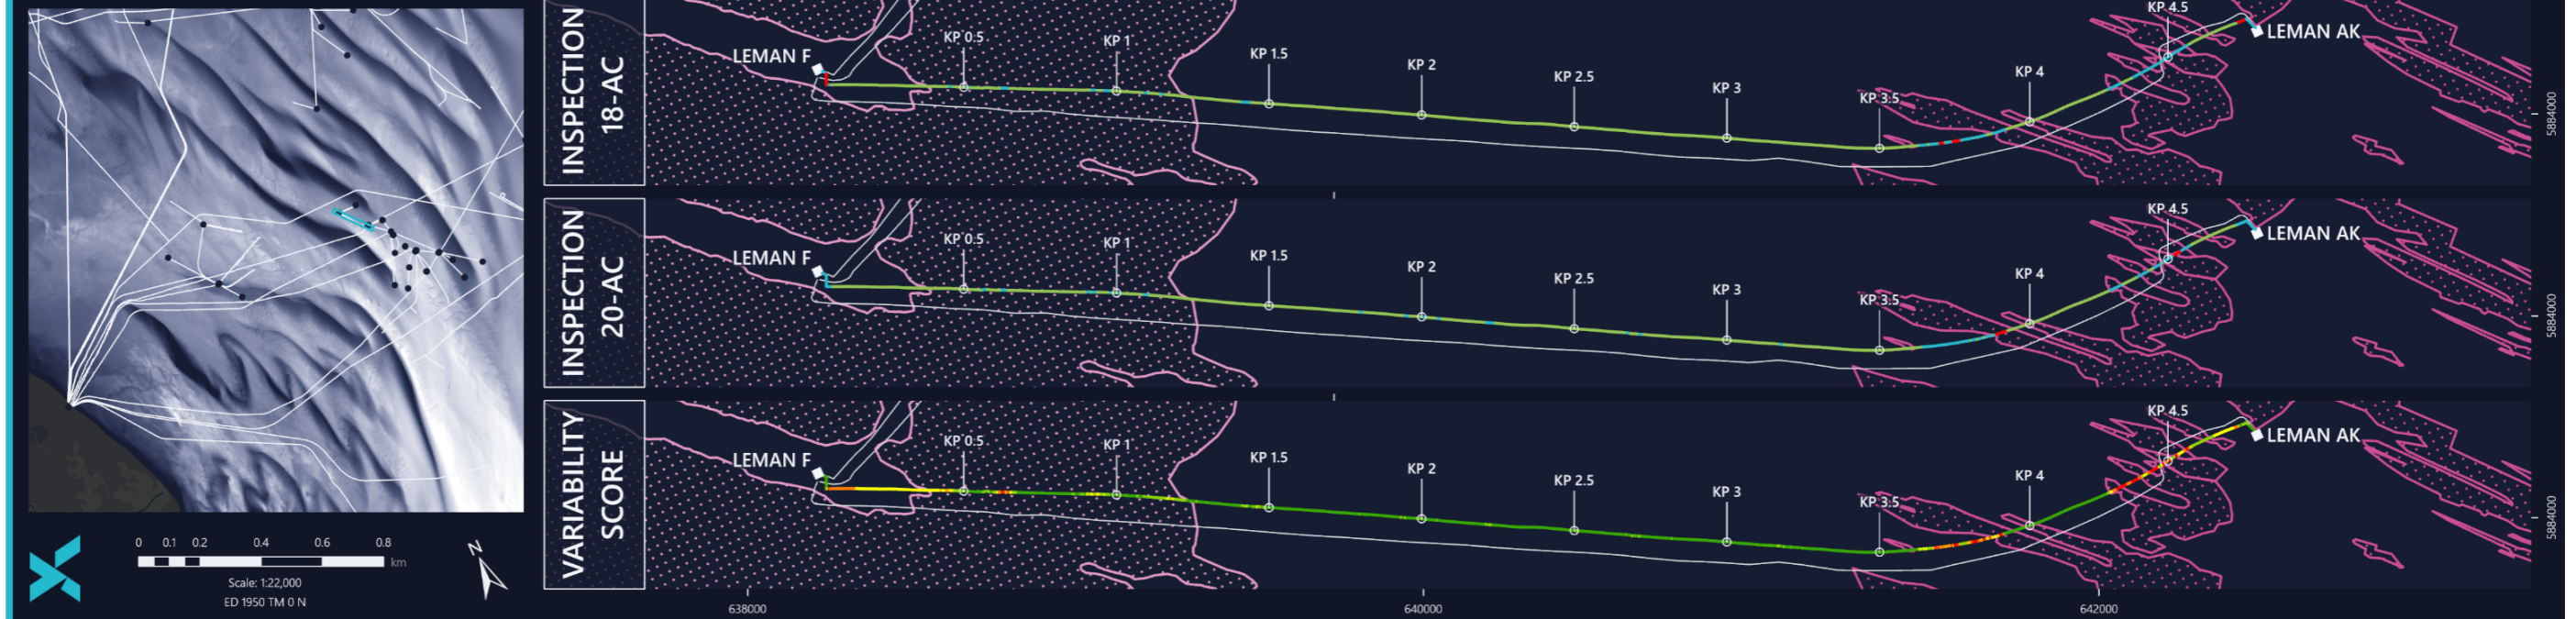 INSPECTION
18-AC
LEMAN F
KP 0.5
KP 1
KP 1.5
KP 2
KP 2.5
KP 3
KP 3.5
KP 4
KP 4.5
LEMAN AK
5884000
INSPECTION
20-AC
LEMAN F
KP 0.5
KP 1
KP 1.5
KP 2
KP 2.5
KP 3
KP 3.5
KP 4
KP 4.5
LEMAN AK
5884000
VARIABILITY
SCORE
LEMAN F
KP 0.5
KP 1
KP 1.5
KP 2
KP 2.5
KP 3
KP 3.5
KP 4
KP 4.5
LEMAN AK
5884000
638000
640000
642000
0 0.1 0.2 0.4 0.6 0.8
km
Scale: 1:22,000
ED 1950 TM 0 N
N